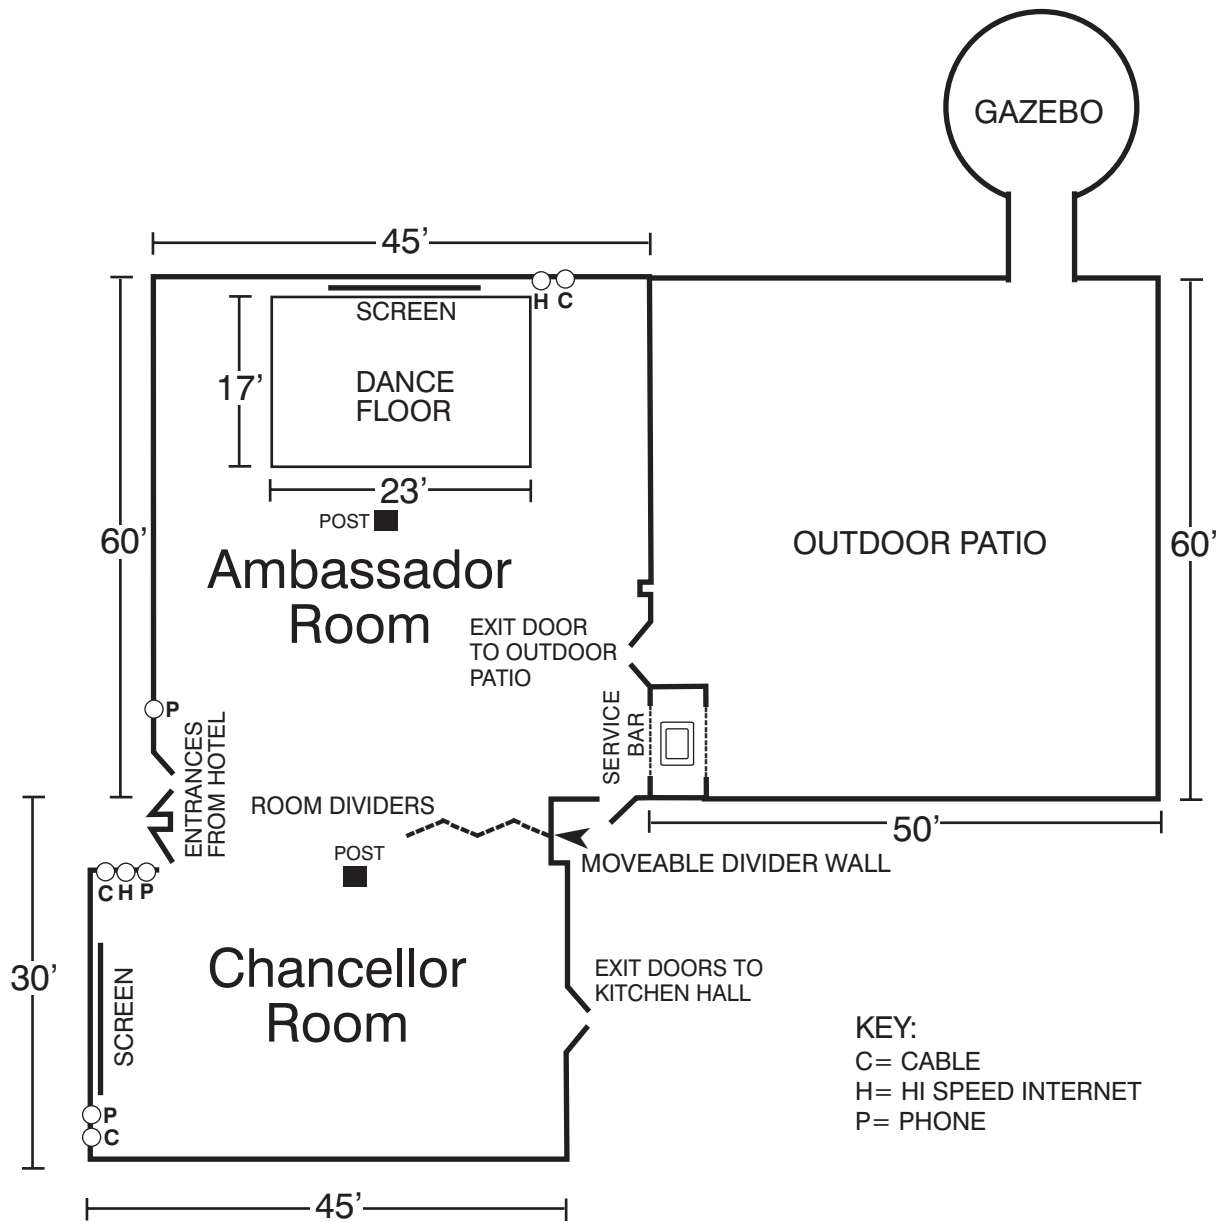 GAZEBO
45’
H C
SCREEN
17’
DANCE
FLOOR
23’
POST
60’
OUTDOOR PATIO
60’
Ambassador
Room
EXIT DOOR
TO OUTDOOR
PATIO
P
ENTRANCES
FROM HOTEL
SERVICE
BAR
ROOM DIVIDERS
50’
POST
MOVEABLE DIVIDER WALL
C H P
30’
Chancellor
Room
SCREEN
EXIT DOORS TO
KITCHEN HALL
P
C
45’
KEY:
C= CABLE
H= HI SPEED INTERNET
P= PHONE